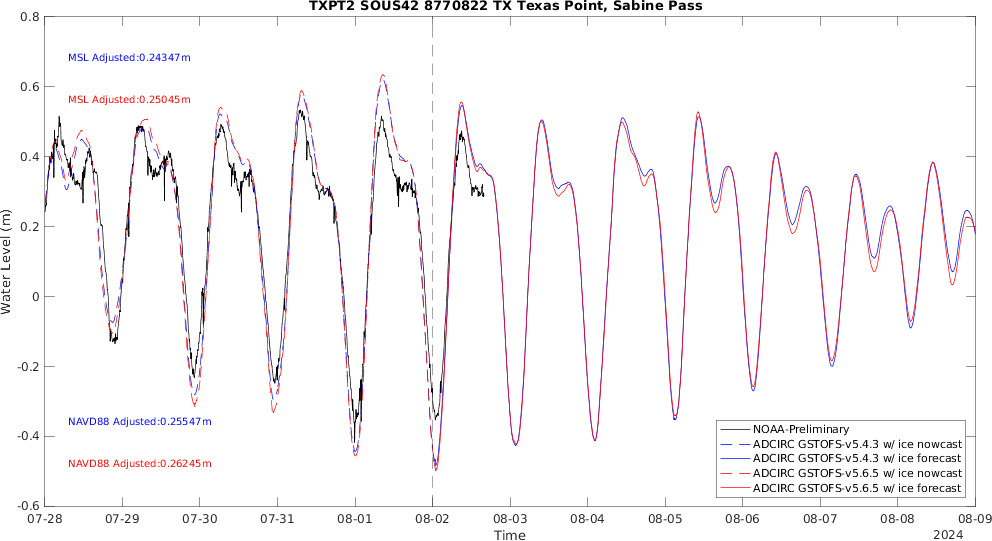 TXPT2 SOUS42 8770822 TX Texas Point, Sabine Pass
0.8
0.6
0.4
0.2
0
-0.2
-0.4
-0.6
Water Level (m)
MSL Adjusted:0.24347m
MSL Adjusted:0.25045m
NAVD88 Adjusted:0.25547m
NAVD88 Adjusted:0.26245m
NOAA-Preliminary
ADCIRC GSTOFS-v5.4.3 w/ ice nowcast
ADCIRC GSTOFS-v5.4.3 w/ ice forecast
ADCIRC GSTOFS-v5.6.5 w/ ice nowcast
ADCIRC GSTOFS-v5.6.5 w/ ice forecast
07-28 07-29 07-30 07-31 08-01 08-02 08-03 08-04 08-05 08-06 08-07 08-08 08-09
Time
2024